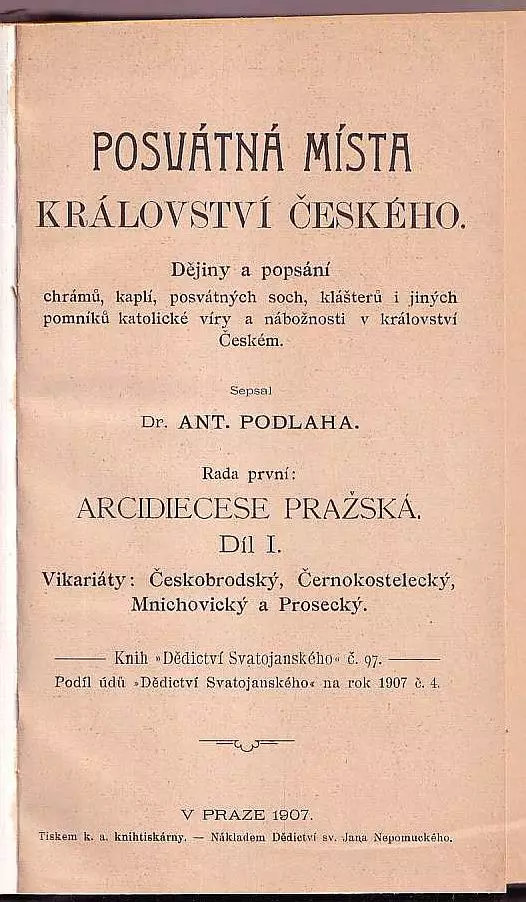 POSVÁTNÁ MÍSTA
KRÁLOVSTVÍ ČESKÉHO.
Dějiny a popsání
chrámů, kaplí, posvátných soch, klášterů i jiných
pomníků katolické víry a nábožnosti v království
Českém.
Sepsal
Dr. ANT. PODLAHA.
Rada první:
ARCIDIECESE PRAŽSKÁ.
Díl I.
Vikariáty: Českobrodský, Černokostelecký,
Mnichovický a Prosecký.
Knih »Dědictví Svatojanského« č. 97.
Podíl údů »Dědictví Svatojanského« na rok 1907 č. 4.
V PRAZE 1907.
Tiskem k. a. knihtiskárny. — Nákladem Dědictví sv. Jana Nepomuckého.